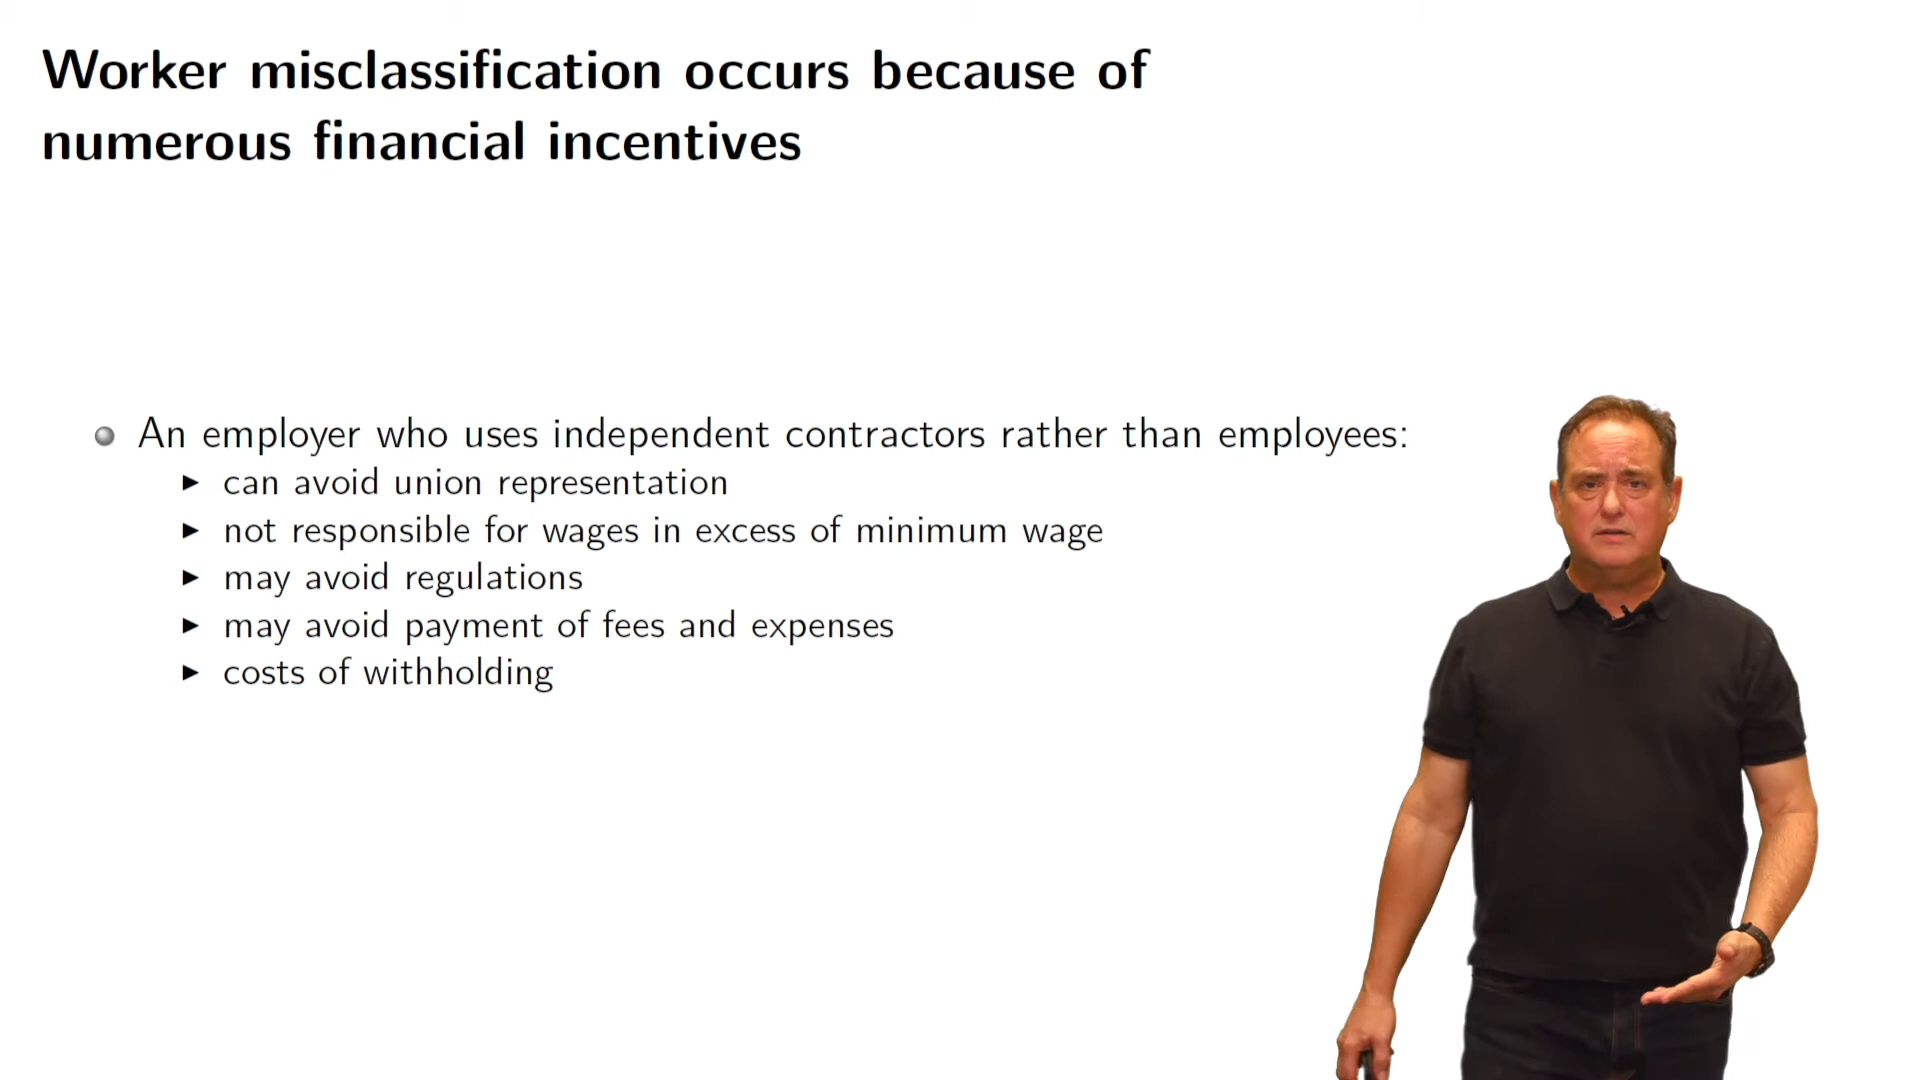 Worker misclassification occurs because of
numerous financial incentives
An employer who uses independent contractors rather than employees:
can avoid union representation
not responsible for wages in excess of minimum wage
may avoid regulations
may avoid payment of fees and expenses
costs of withholding